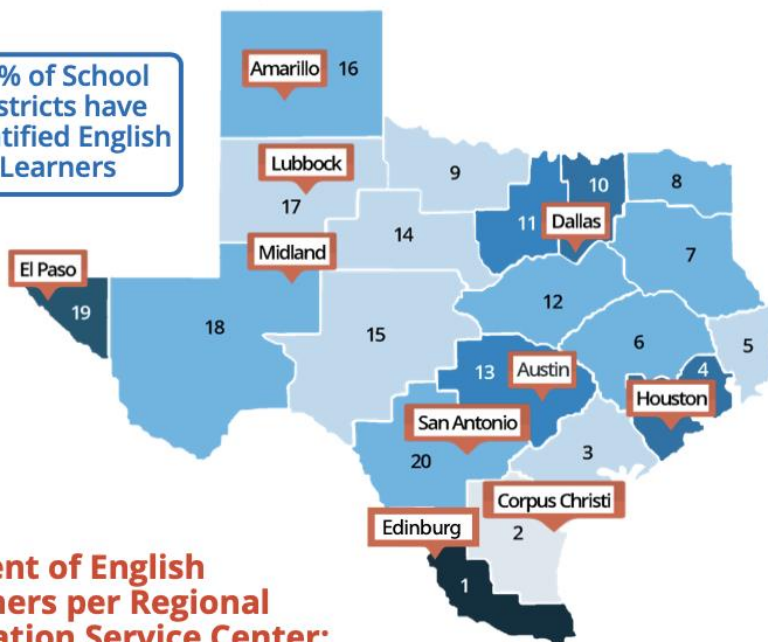 Amarillo 16
% of School
stricts have
tified English
Learners
Lubbock
9
10
8
17
11
Dallas
14
Midland
7
El Paso
19
12
18
15
6
5
4
13
Austin
Houston
San Antonio
3
20
Corpus Christi
Edinburg
2
1
ent of English
ners per Regional
ation Service Center: